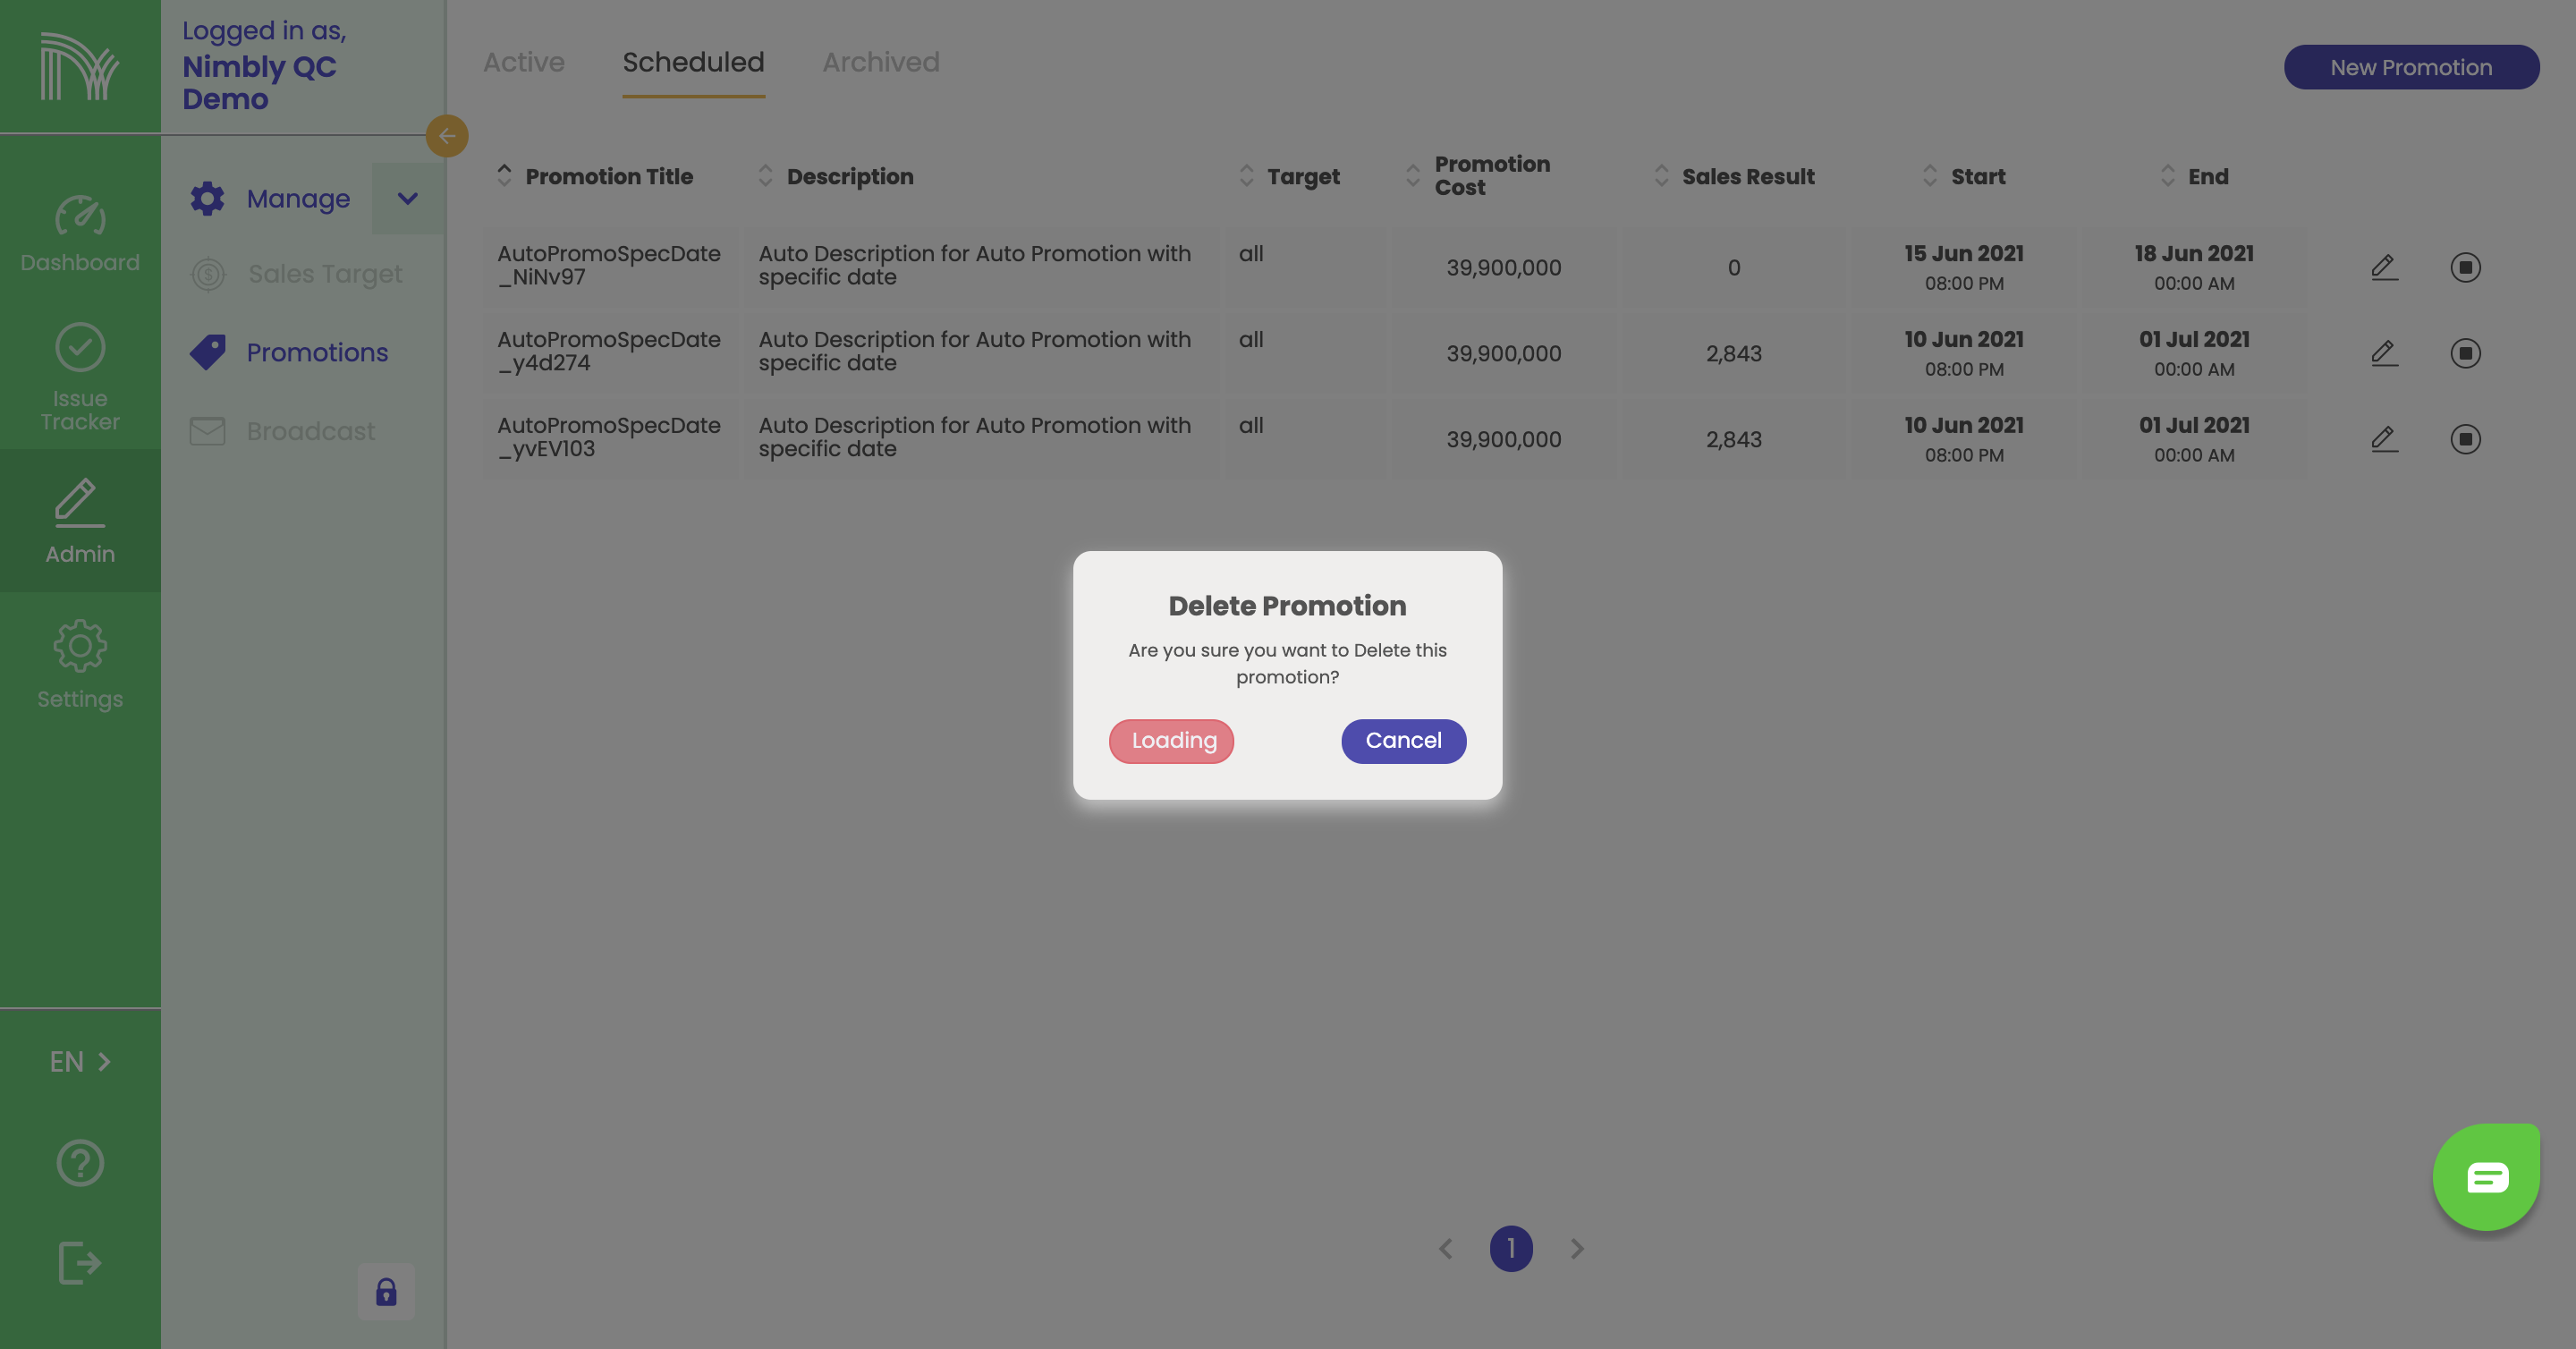 Logged in as,
Nimbly QC
Demo
Dashboard
Issue
Tracker
Admin
Settings
EN
Manage
Sales Target
Promotions
Broadcast
Active Scheduled Archived
New Promotion
Promotion Title Description Target Promotion Cost Sales Result Start End
AutoPromoSpecDate Auto Description for Auto Promotion with all 39,900,000 0 15 Jun 2021 18 Jun 2021
_NiNv97 specific date 08:00 PM 00:00 AM
AutoPromoSpecDate Auto Description for Auto Promotion with all 39,900,000 2,843 10 Jun 2021 01 Jul 2021
_y4d274 specific date 08:00 PM 00:00 AM
AutoPromoSpecDate Auto Description for Auto Promotion with all 39,900,000 2,843 10 Jun 2021 01 Jul 2021
_yvEV103 specific date 08:00 PM 00:00 AM
Delete Promotion
Are you sure you want to Delete this
promotion?
Loading Cancel
1